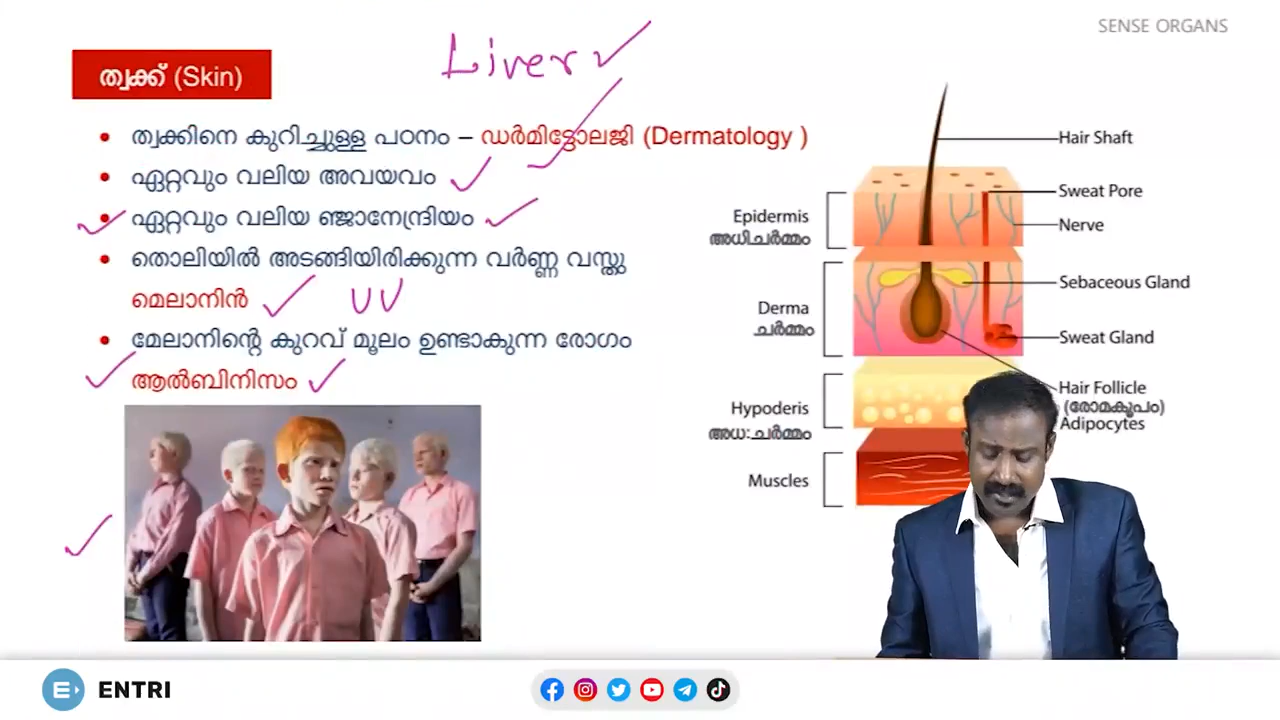 SENSE ORGANS
Liver
ത്വക്ക് (Skin)
ത്വക്കിനെ കുറിച്ചുള്ള പഠനം – ഡർമിട്ടോലജി (Dermatology )
ഏറ്റവും വലിയ അവയവം
ഏറ്റവും വലിയ ജ്ഞാനേന്ദ്രിയം
തൊലിയിൽ അടങ്ങിയിരിക്കുന്ന വർണ്ണ വസ്തു
മെലാനിൻ
UV
മേലാനിന്റെ കുറവ് മൂലം ഉണ്ടാകുന്ന രോഗം
ആൽബിനിസം
Hair Shaft
Sweat Pore
Epidermis
അധിചർമ്മം
Nerve
Sebaceous Gland
Derma
ചർമ്മം
Sweat Gland
Hair Follicle
(രോമകൂപം)
Hypoderis
അധ:ചർമ്മം
Adipocytes
Muscles
ENTRI